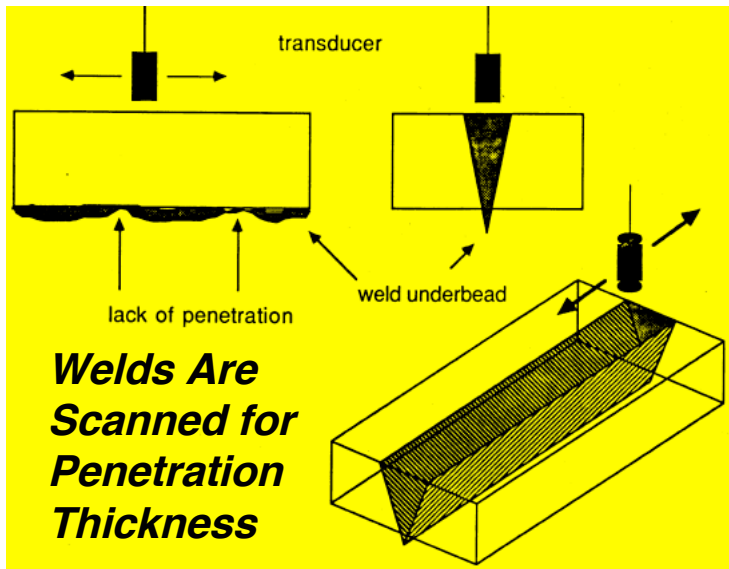 transducer
lack of penetration
weld underbead
Welds Are
Scanned for
Penetration
Thickness